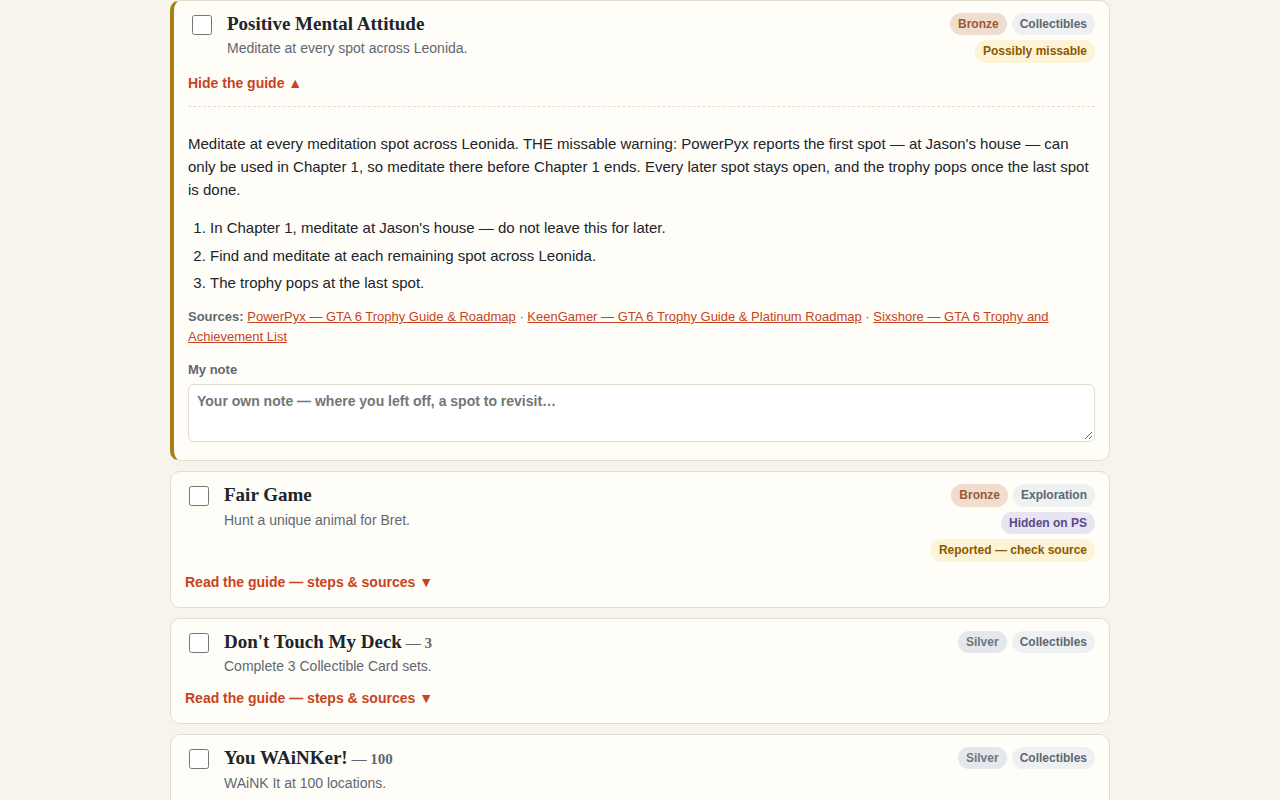 Positive Mental Attitude
Bronze
Collectibles
Meditate at every spot across Leonida.
Possibly missable
Hide the guide ▲
Meditate at every meditation spot across Leonida. THE missable warning: PowerPyx reports the first spot — at Jason's house — can
only be used in Chapter 1, so meditate there before Chapter 1 ends. Every later spot stays open, and the trophy pops once the last spot
is done.
1. In Chapter 1, meditate at Jason's house — do not leave this for later.
2. Find and meditate at each remaining spot across Leonida.
3. The trophy pops at the last spot.
Sources: PowerPyx — GTA 6 Trophy Guide & Roadmap · KeenGamer — GTA 6 Trophy Guide & Platinum Roadmap · Sixshore — GTA 6 Trophy and
Achievement List
My note
Your own note — where you left off, a spot to revisit…
Fair Game
Bronze
Exploration
Hunt a unique animal for Bret.
Hidden on PS
Reported — check source
Read the guide — steps & sources ▼
Don't Touch My Deck — 3
Silver
Collectibles
Complete 3 Collectible Card sets.
Read the guide — steps & sources ▼
You WAiNKer! — 100
Silver
Collectibles
WAiNK It at 100 locations.